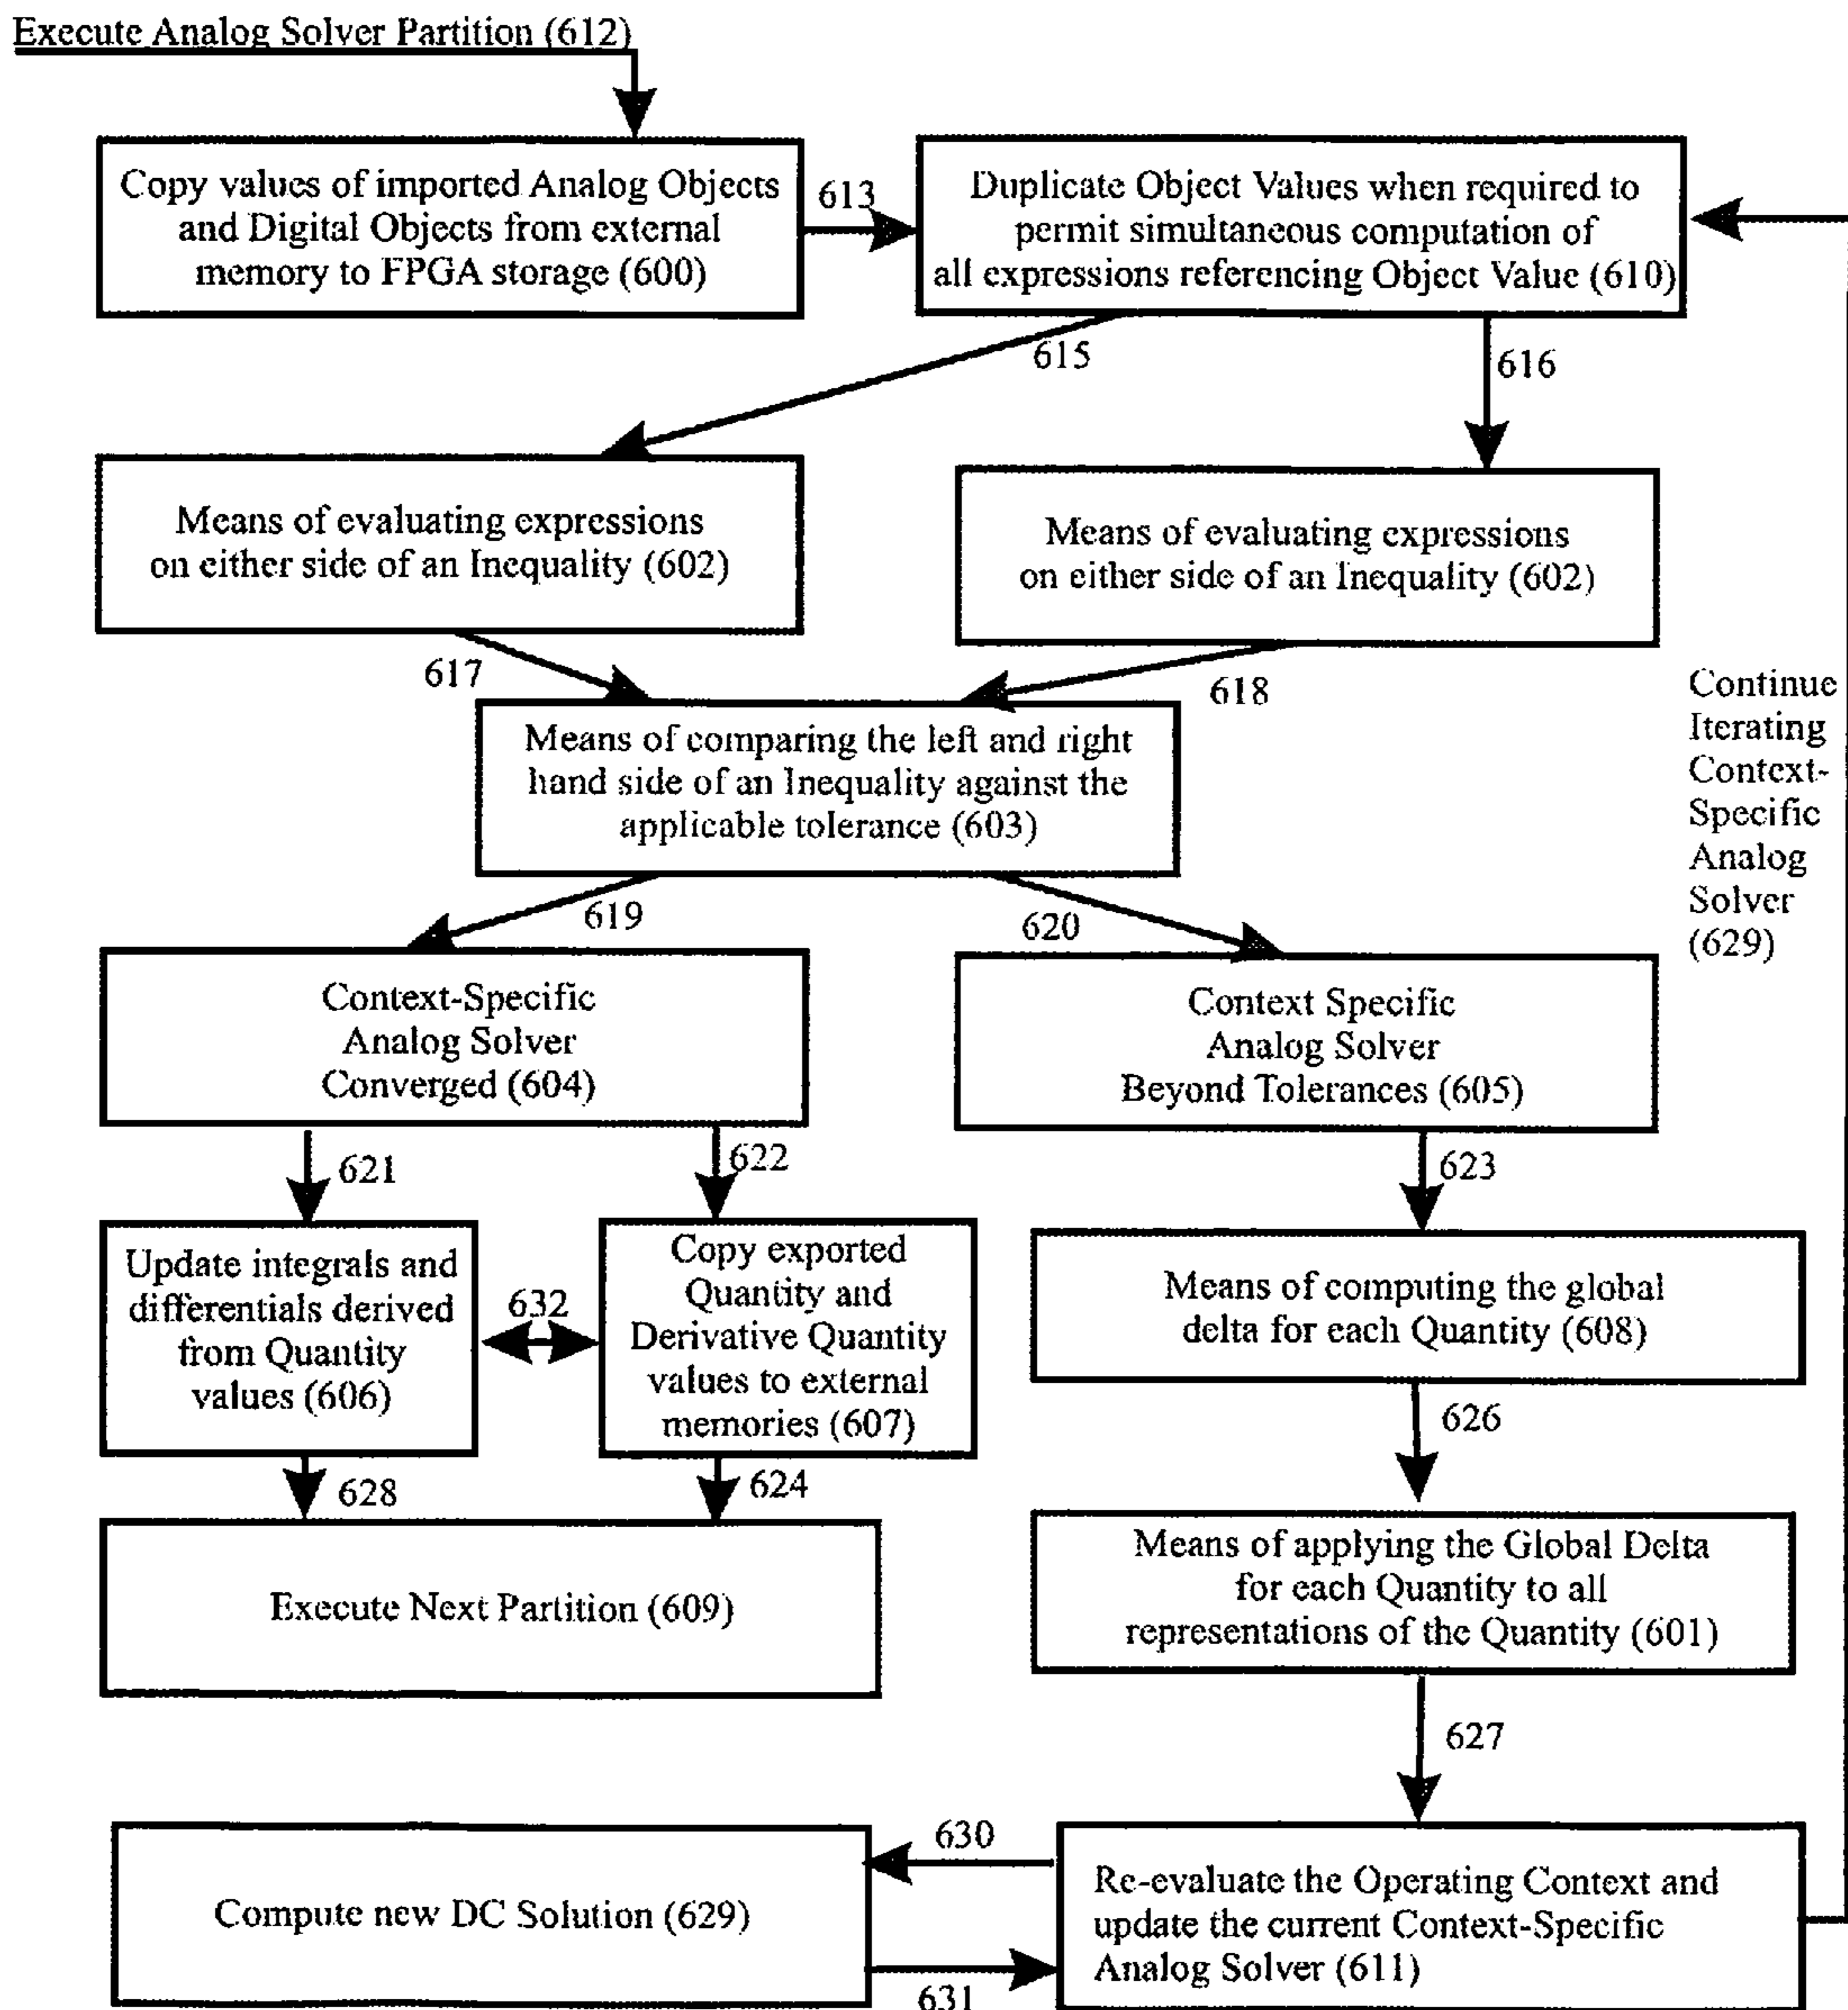 Execute Analog Solver Partition (612)
Copy values of imported Analog Objects
and Digital Objects from external
memory to FPGA storage (600)
613
Duplicate Object Values when required to
permit simultaneous computation of
all expressions referencing Object Value (610)
615
616
Means of evaluating expressions
on either side of an Inequality (602)
Means of evaluating expressions
on either side of an Inequality (602)
617
618
Continue
Iterating
Context-
Specific
Analog
Solver
(629)
Means of comparing the left and right
hand side of an Inequality against the
applicable tolerance (603)
619
620
Context-Specific
Analog Solver
Converged (604)
Context Specific
Analog Solver
Beyond Tolerances (605)
621
622
623
Update integrals and
differentials derived
from Quantity
values (606)
632
Copy exported
Quantity and
Derivative Quantity
values to external
memories (607)
Means of computing the global
delta for each Quantity (608)
628
624
626
Execute Next Partition (609)
Means of applying the Global Delta
for each Quantity to all
representations of the Quantity (601)
627
Compute new DC Solution (629)
630
631
Re-evaluate the Operating Context and
update the current Context-Specific
Analog Solver (611)